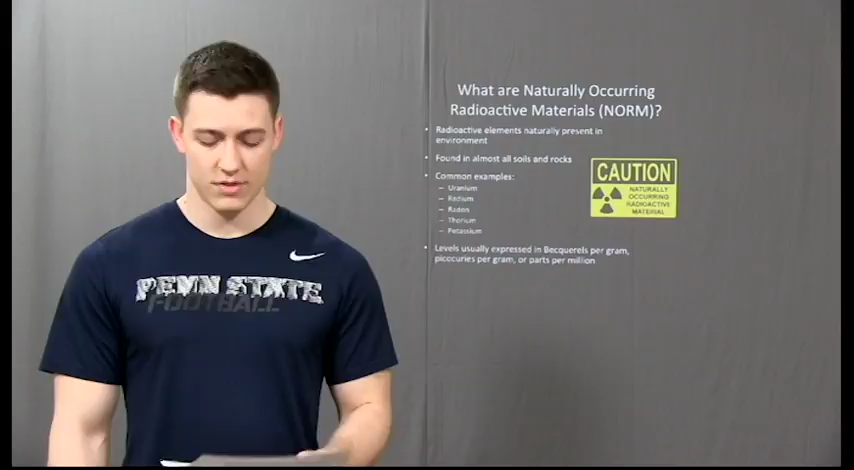 PENN STATE
FOOTBALL
What are Naturally Occurring
Radioactive Materials (NORM)?
• Radioactive elements naturally present in
environment
• Found in almost all soils and rocks
• Common examples:
– Uranium
– Radium
– Radon
– Thorium
– Potassium
• Levels usually expressed in Becquerels per gram,
picocuries per gram, or parts per million
CAUTION
NATURALLY
OCCURRING
RADIOACTIVE
MATERIAL